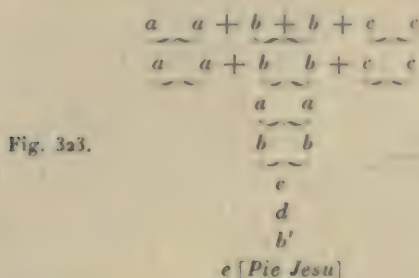 a a + b + b + c c
a a + b b + c c
a a
Fig. 323. b b
c
d
b'
e [Pie Jesu]